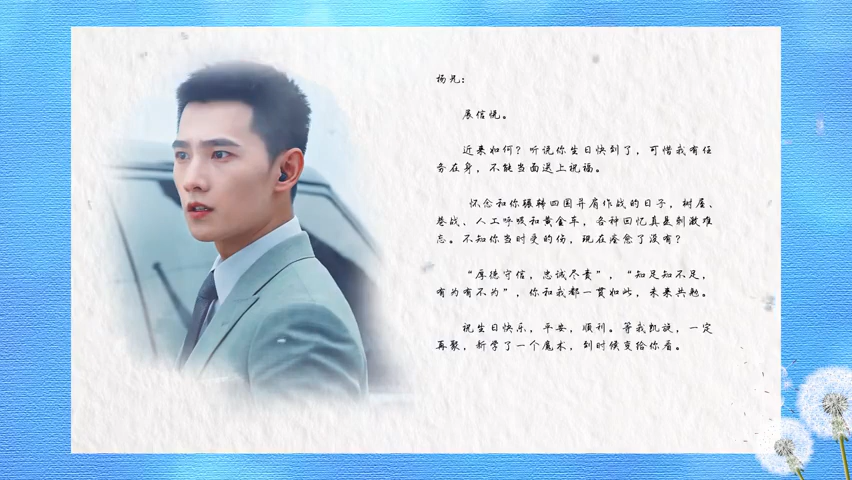 杨光：
展信悦。
近来如何？听说你生日快到了，可惜我有任
务在身，不能当面送上祝福。
怀念和你辗转四国并肩作战的日子，树屋、
巷战、人工呼吸和黄金车，各种回忆真是刺激难
忘。不知你当时受的伤，现在痊愈了没有？
“厚德守信，忠诚尽责”，“知足知不足，
有为有不为”，你和我都一贯如此，未来共勉。
祝生日快乐，平安，顺利。等我凯旋，一定
再聚，新学了一个魔术，到时候变给你看。